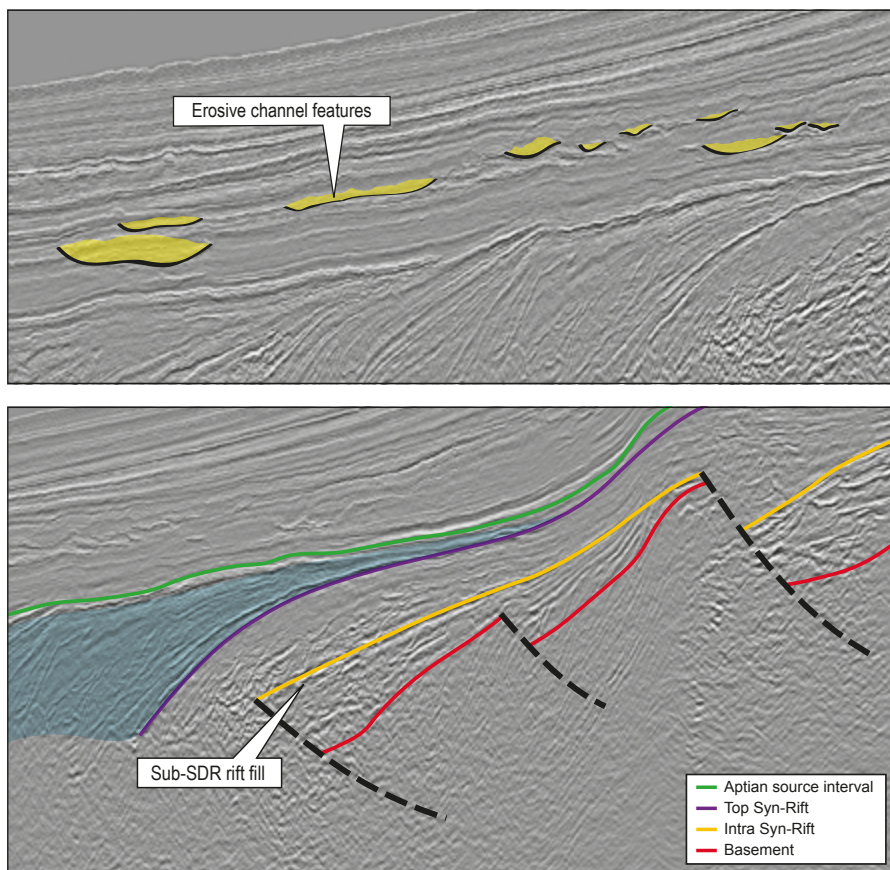 Erosive channel features
Sub-SDR rift fill
Aptian source interval
Top Syn-Rift
Intra Syn-Rift
Basement